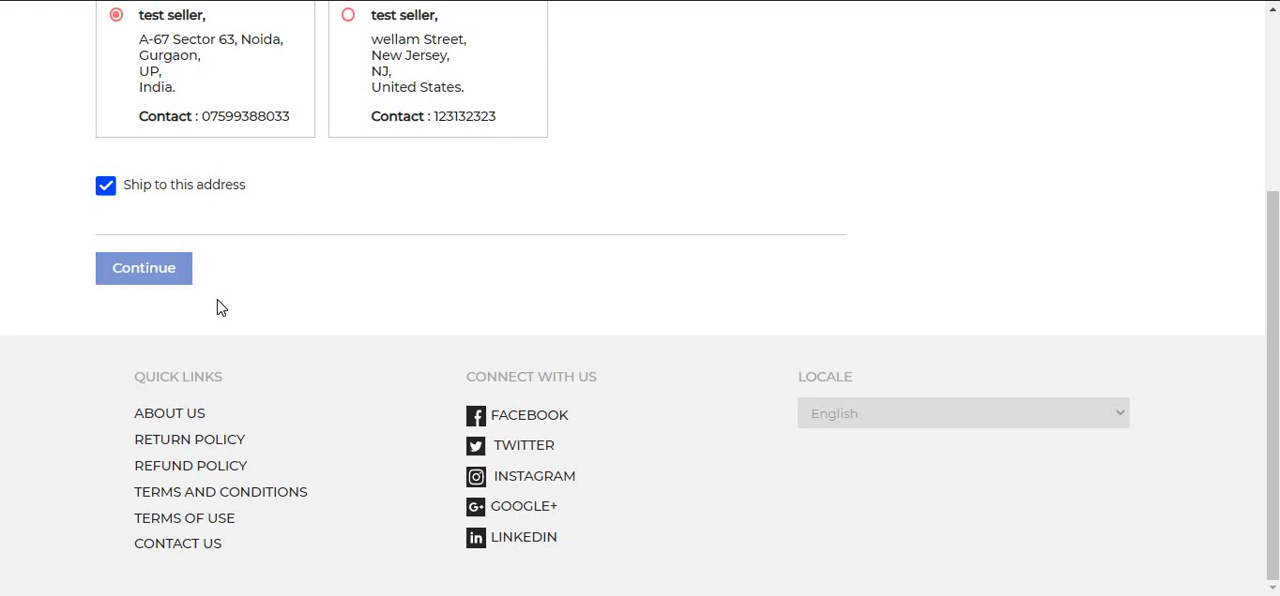 test seller,
A-67 Sector 63, Noida,
Gurgaon,
UP,
India.
Contact : 07599388033
test seller,
wellam Street,
New Jersey,
NJ,
United States.
Contact : 123132323
Ship to this address
Continue
QUICK LINKS
ABOUT US
RETURN POLICY
REFUND POLICY
TERMS AND CONDITIONS
TERMS OF USE
CONTACT US
CONNECT WITH US
FACEBOOK
TWITTER
INSTAGRAM
GOOGLE+
LINKEDIN
LOCALE
English